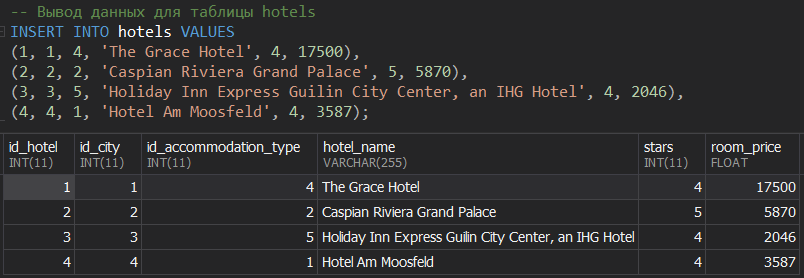 -- Вывод данных для таблицы hotels
INSERT INTO hotels VALUES
(1, 1, 4, 'The Grace Hotel', 4, 17500),
(2, 2, 2, 'Caspian Riviera Grand Palace', 5, 5870),
(3, 3, 5, 'Holiday Inn Express Guilin City Center, an IHG Hotel', 4, 2046),
(4, 4, 1, 'Hotel Am Moosfeld', 4, 3587);
id_hotel id_city id_accommodation_type hotel_name stars room_price
INT(11) INT(11) INT(11) VARCHAR(255) INT(11) FLOAT
1 1 4 The Grace Hotel 4 17500
2 2 2 Caspian Riviera Grand Palace 5 5870
3 3 5 Holiday Inn Express Guilin City Center, an IHG Hotel 4 2046
4 4 1 Hotel Am Moosfeld 4 3587